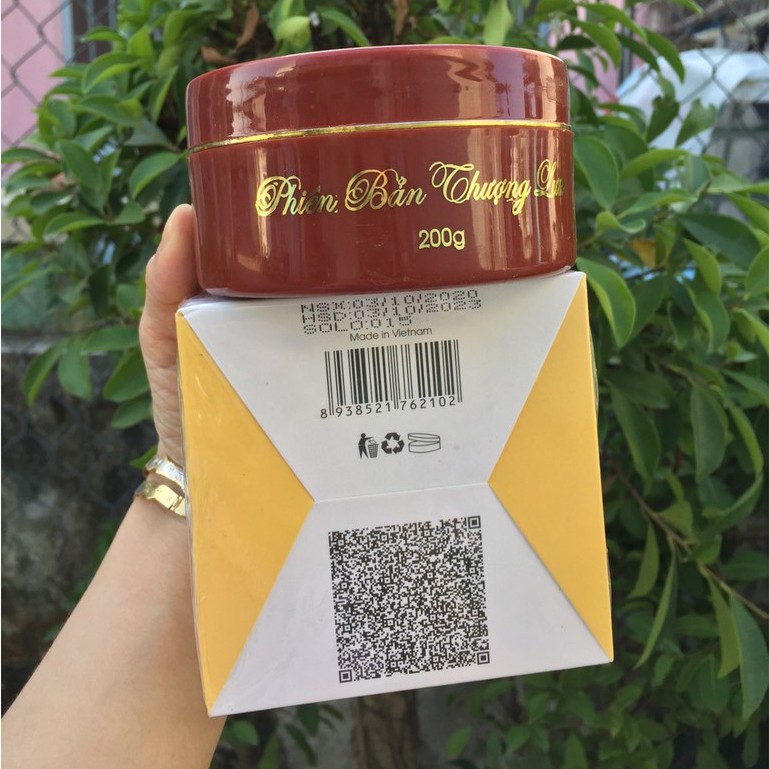 Phiên Bản Thượng
200g
NSX:03/10/2020
HSD:03/10/2023
SOLO:015
Made in Vietnam
8 938521 762102